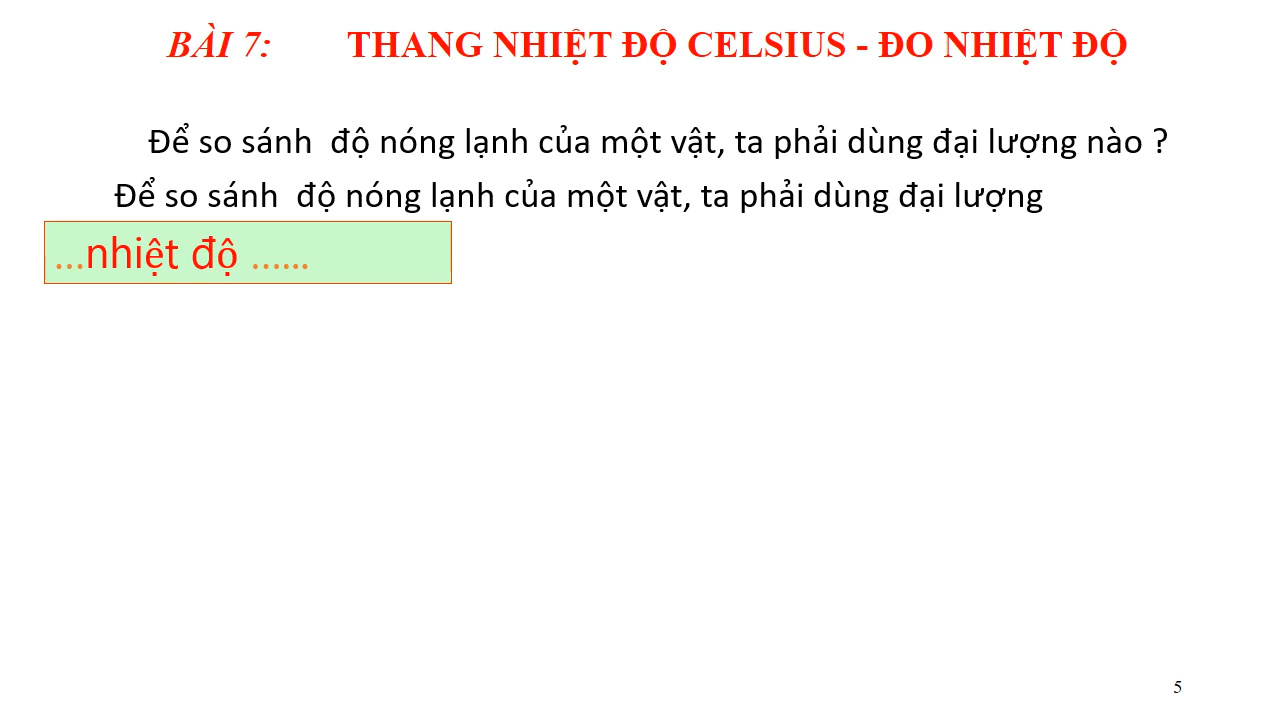 BÀI 7: THANG NHIỆT ĐỘ CELSIUS - ĐO NHIỆT ĐỘ
Để so sánh độ nóng lạnh của một vật, ta phải dùng đại lượng nào ?
Để so sánh độ nóng lạnh của một vật, ta phải dùng đại lượng
...nhiệt độ ......
5